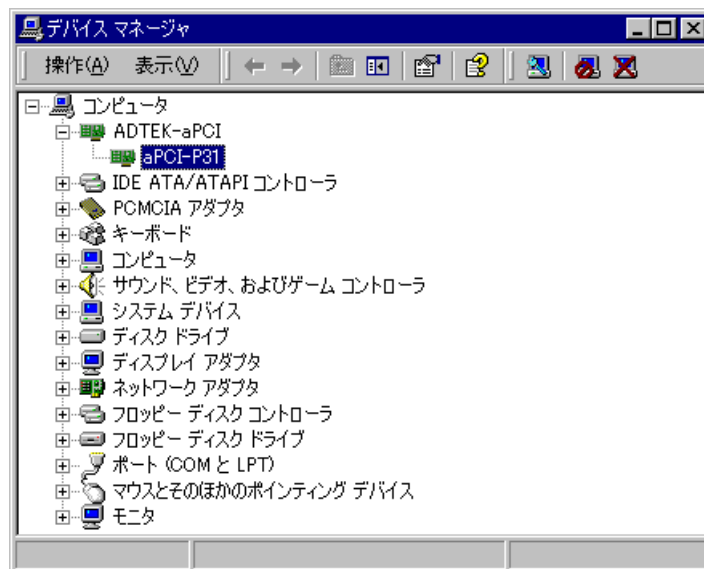 デバイス マネージャ
操作(A) 表示(V)
コンピュータ
ADTEK-aPCI
aPCI-P31
IDE ATA/ATAPI コントローラ
PCMCIA アダプタ
キーボード
コンピュータ
サウンド、ビデオ、およびゲーム コントローラ
システム デバイス
ディスク ドライブ
ディスプレイ アダプタ
ネットワーク アダプタ
フロッピー ディスク コントローラ
フロッピー ディスク ドライブ
ポート (COM と LPT)
マウスとそのほかのポインティング デバイス
モニタ